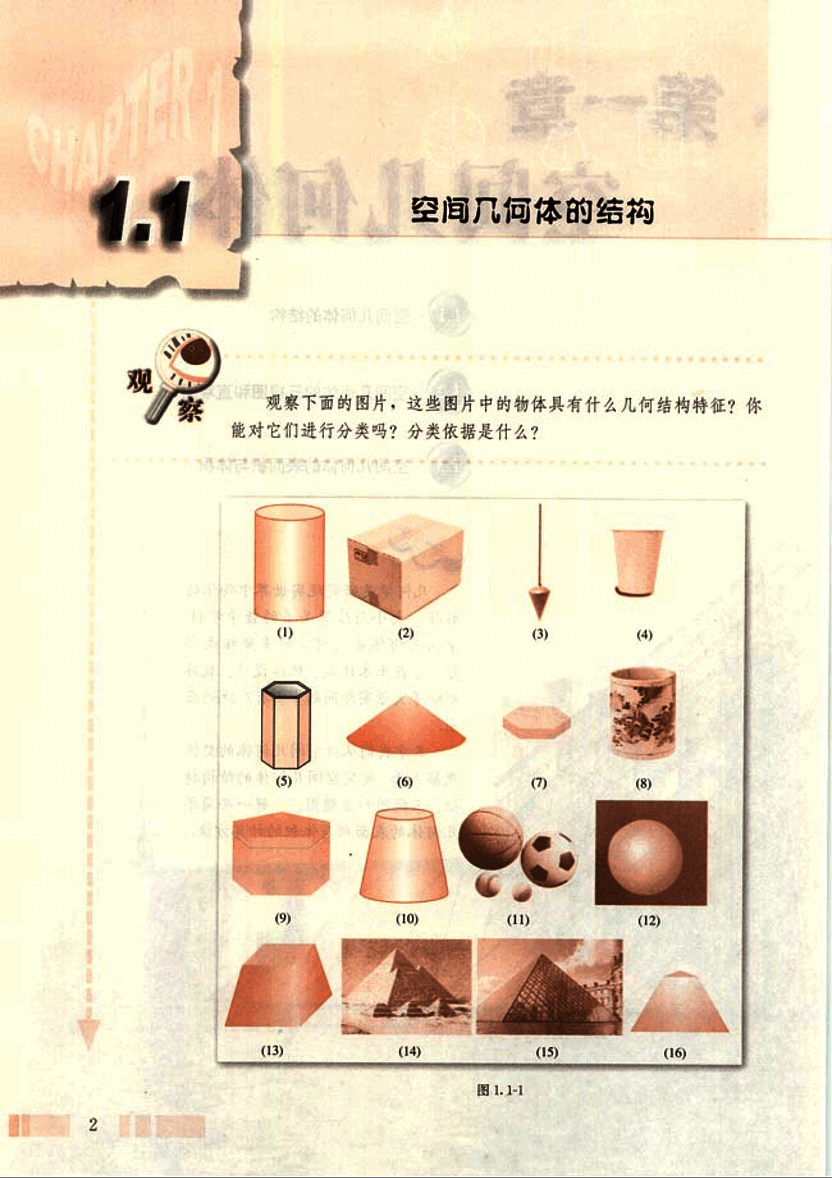 CHAPTER 1
1.1
空间几何体的结构
观察
观察下面的图片，这些图片中的物体具有什么几何结构特征？你
能对它们进行分类吗？分类依据是什么？
(1) (2) (3) (4)
(5) (6) (7) (8)
(9) (10) (11) (12)
(13) (14) (15) (16)
图1.1-1
2